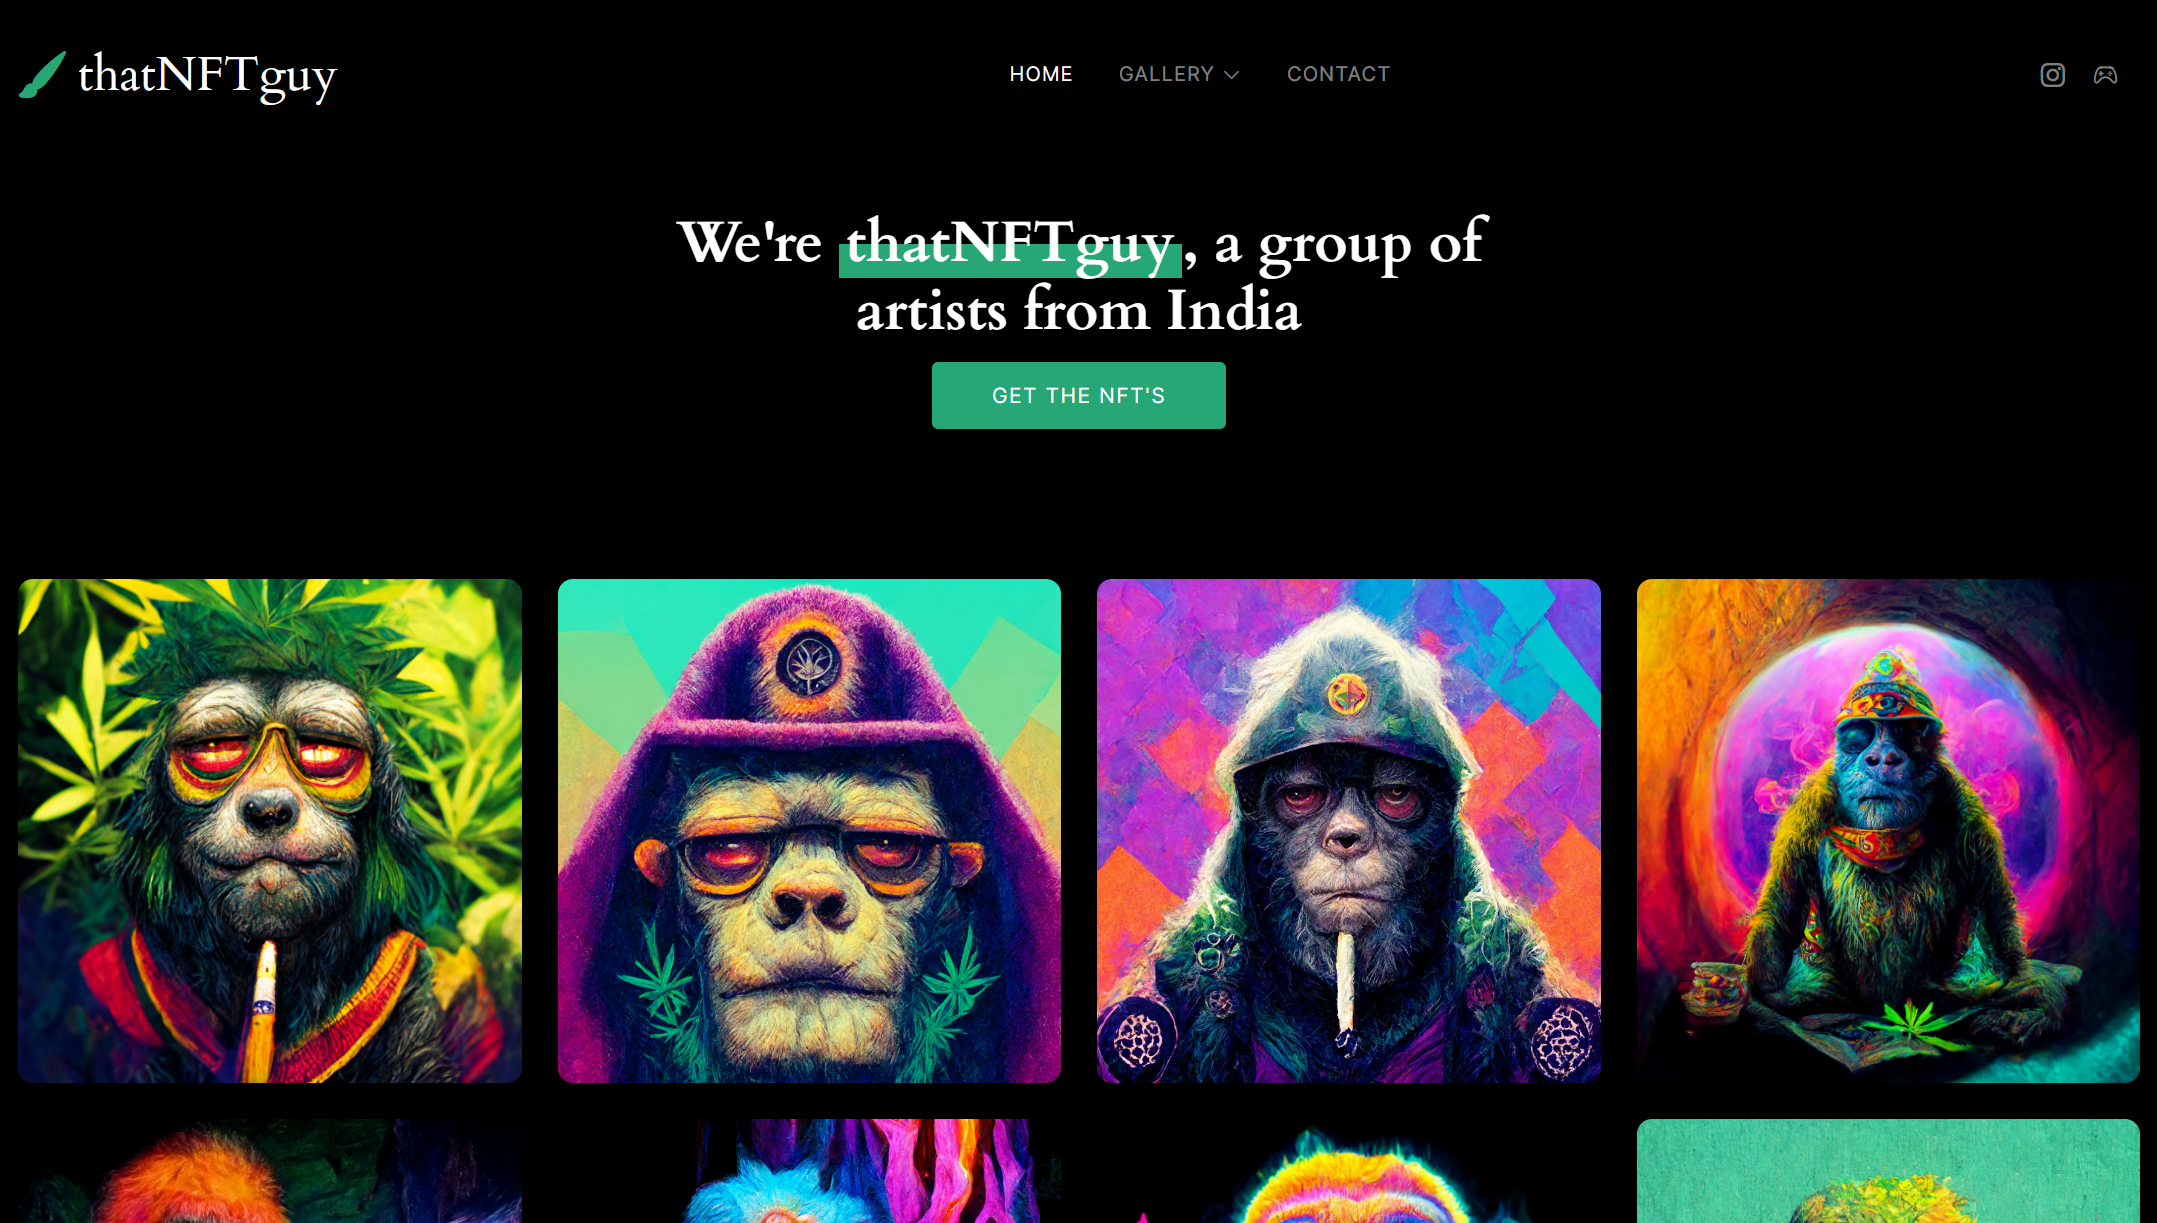 thatNFTguy
HOME
GALLERY
CONTACT
We're thatNFTguy, a group of
artists from India
GET THE NFT'S